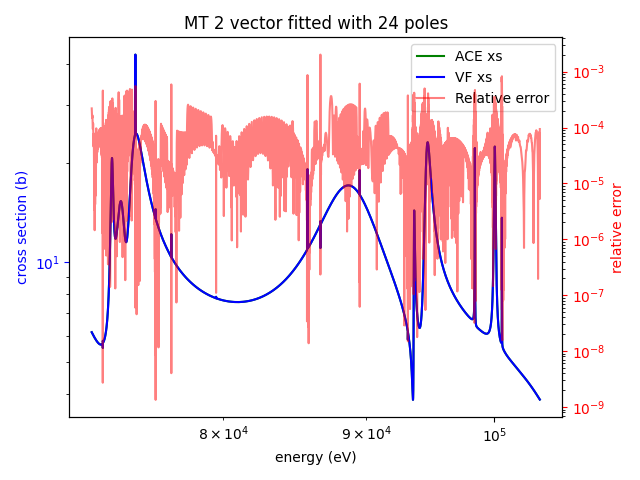 MT 2 vector fitted with 24 poles
ACE xs
VF xs
Relative error
cross section (b)
10¹
relative error
10⁻³
10⁻⁴
10⁻⁵
10⁻⁶
10⁻⁷
10⁻⁸
10⁻⁹
8 × 10⁴
9 × 10⁴
10⁵
energy (eV)